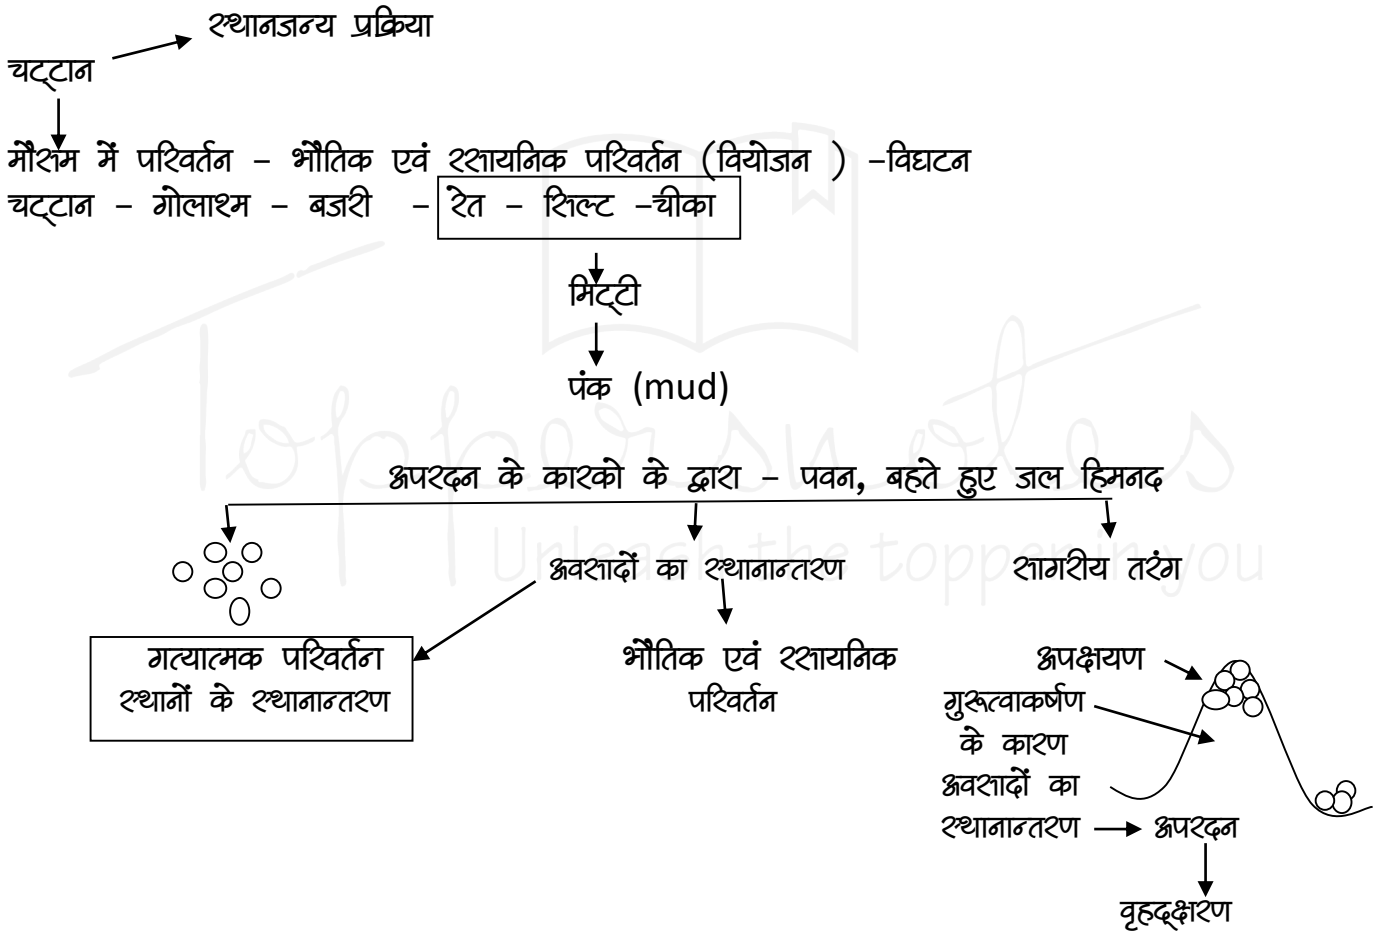 स्थानजन्य प्रक्रिया
चट्टान
मौसम में परिवर्तन – भौतिक एवं रसायनिक परिवर्तन (वियोजन ) –विघटन
चट्टान – गोलाश्म – बजरी – रेत – सिल्ट –चीका
मिट्टी
पंक (mud)
अपरदन के कारको के द्वारा – पवन, बहते हुए जल हिमनद
अवसादों का स्थानान्तरण
सागरीय तरंग
गत्यात्मक परिवर्तन
स्थानों के स्थानान्तरण
भौतिक एवं रसायनिक
परिवर्तन
अपक्षयण
गुरूत्वाकर्षण
के कारण
अवसादों का
स्थानान्तरण
अपरदन
वृहद्क्षरण
Toppersnotes
Unleash the topper in you